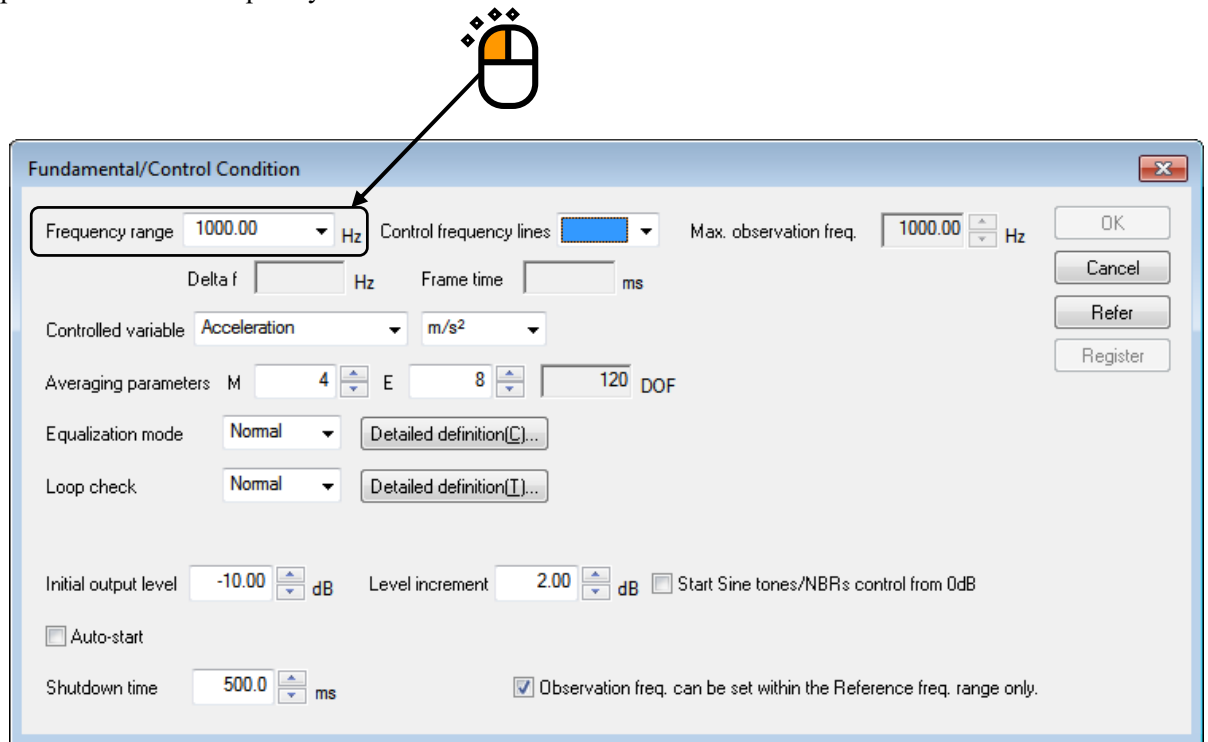 Fundamental/Control Condition
Frequency range 1000.00 Hz Control frequency lines Max. observation freq. 1000.00 Hz OK
Delta f Hz Frame time ms Cancel
Controlled variable Acceleration m/s² Refer
Register
Averaging parameters M 4 E 8 120 DOF
Equalization mode Normal Detailed definition(C)...
Loop check Normal Detailed definition(T)...
Initial output level -10.00 dB Level increment 2.00 dB Start Sine tones/NBRs control from 0dB
Auto-start
Shutdown time 500.0 ms Observation freq. can be set within the Reference freq. range only.